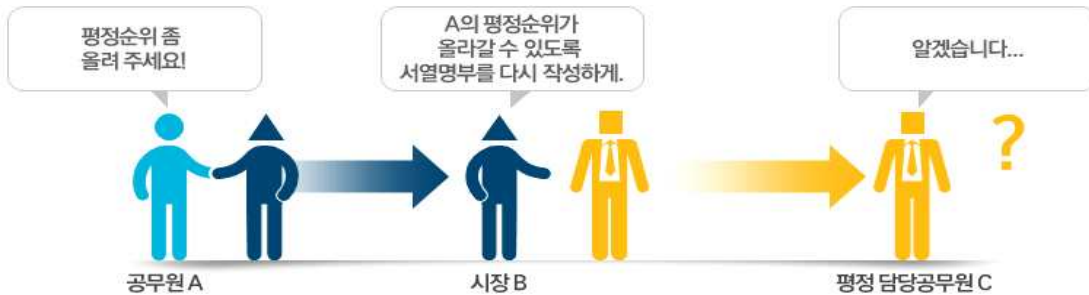 평정순위 좀
올려 주세요!
A의 평정순위가
올라갈 수 있도록
서열명부를 다시 작성하게.
알겠습니다...
?
공무원 A
시장 B
평정 담당공무원 C